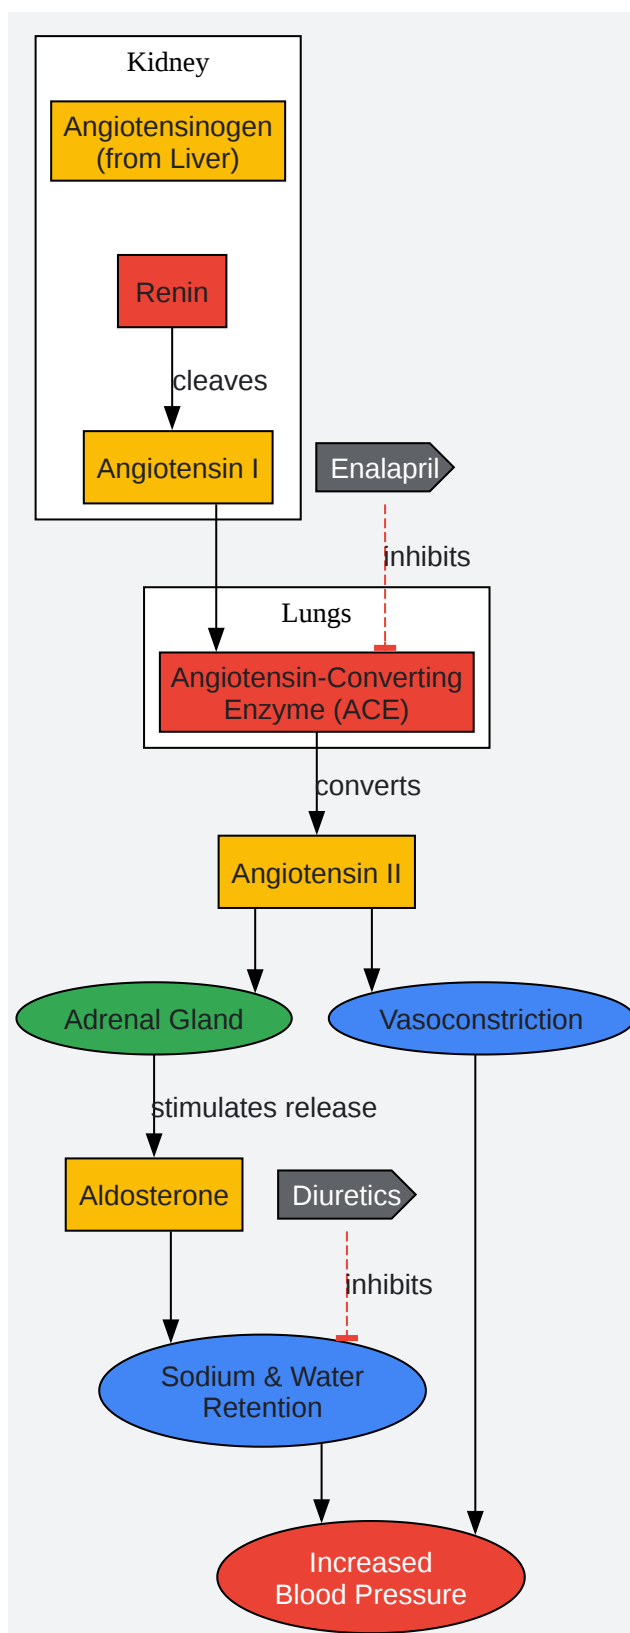 Kidney
Angiotensinogen
(from Liver)
Renin
cleaves
Angiotensin I
Enalapril
inhibits
Lungs
Angiotensin-Converting
Enzyme (ACE)
converts
Angiotensin II
Adrenal Gland
Vasoconstriction
stimulates release
Aldosterone
Diuretics
inhibits
Sodium & Water
Retention
Increased
Blood Pressure